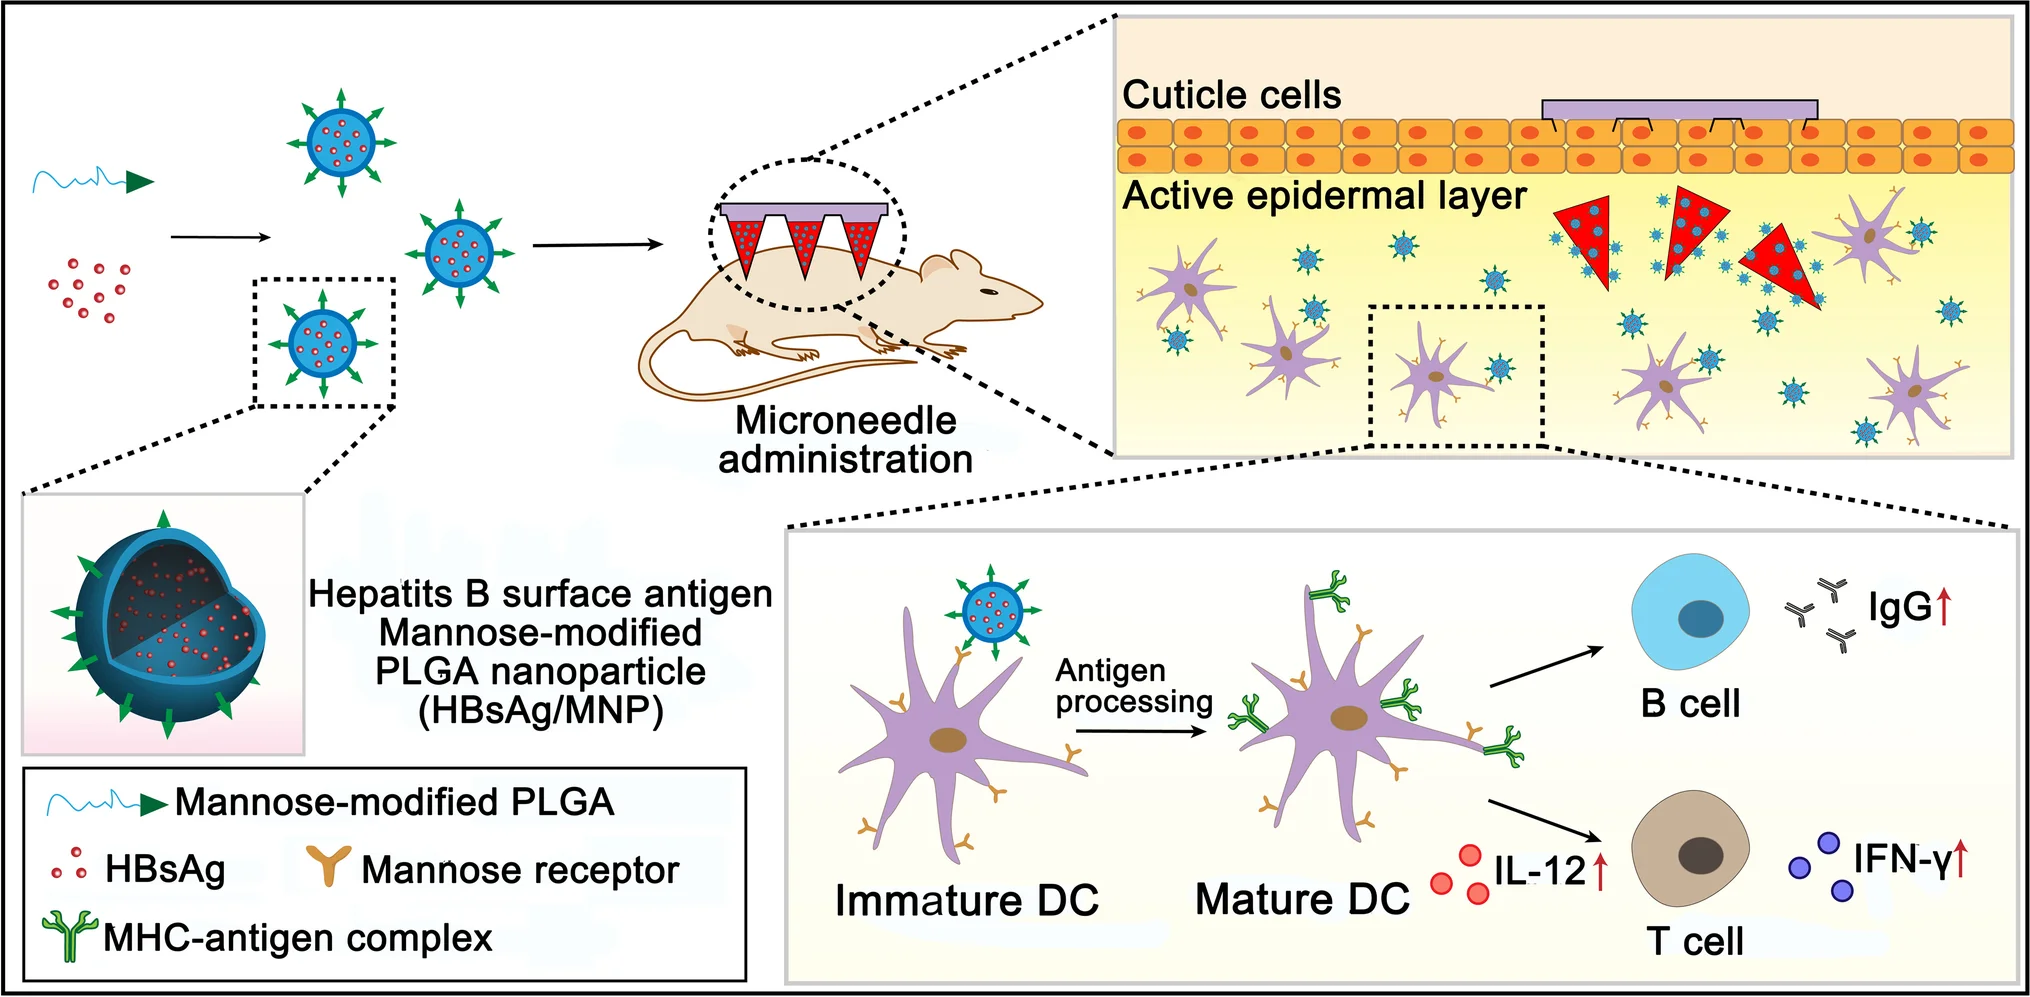 Cuticle cells
Active epidermal layer
Microneedle
administration
Hepatits B surface antigen
Mannose-modified
PLGA nanoparticle
(HBsAg/MNP)
Mannose-modified PLGA
HBsAg
Mannose receptor
MHC-antigen complex
Antigen
processing
Immature DC
Mature DC
B cell
IgG↑
IL-12↑
IFN-γ↑
T cell